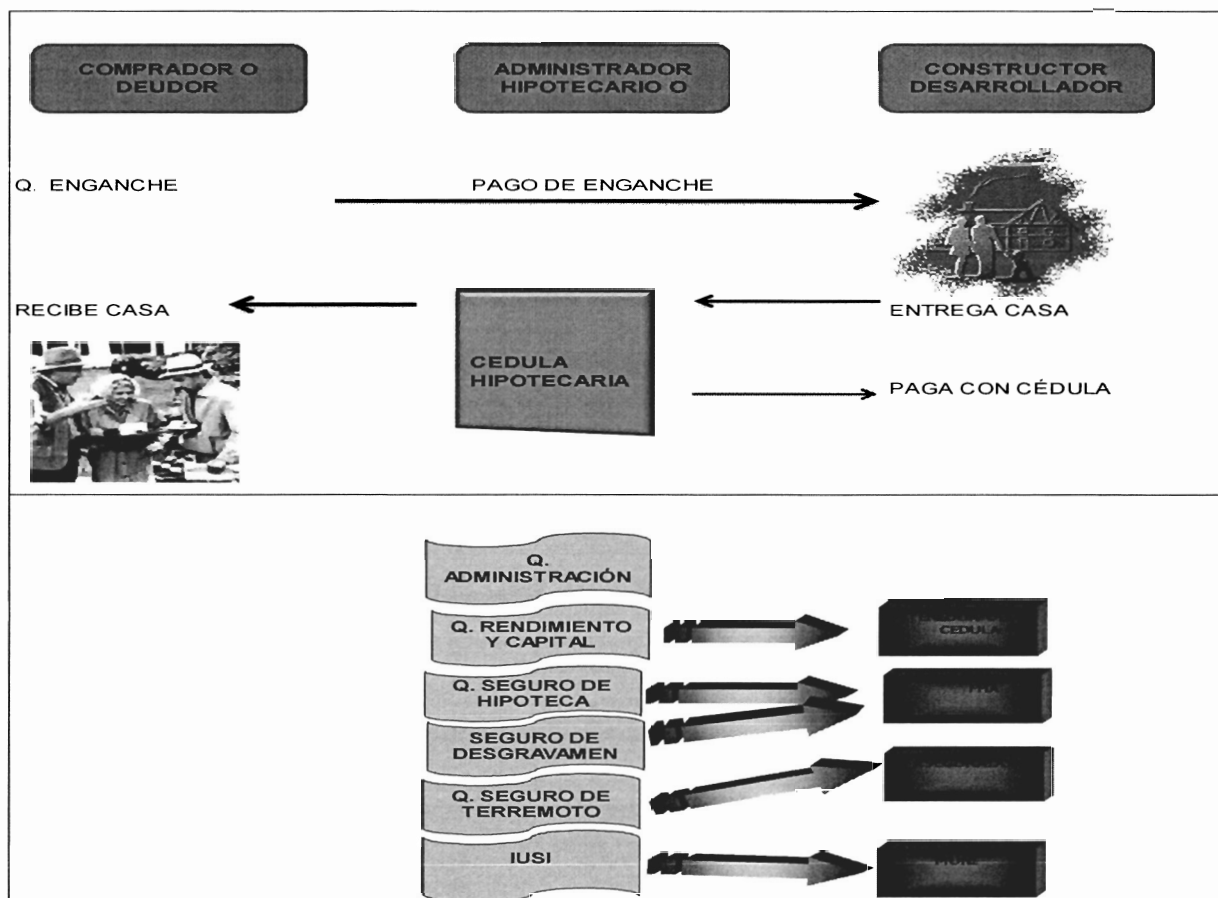 COMPRADOR O
DEUDOR
ADMINISTRADOR
HIPOTECARIO O
CONSTRUCTOR
DESARROLLADOR
Q. ENGANCHE
PAGO DE ENGANCHE
RECIBE CASA
ENTREGA CASA
CEDULA
HIPOTECARIA
PAGA CON CÉDULA
Q.
ADMINISTRACIÓN
Q. RENDIMIENTO
Y CAPITAL
CEDULA
Q. SEGURO DE
HIPOTECA
SEGURO DE
DESGRAVAMEN
Q. SEGURO DE
TERREMOTO
IUSI